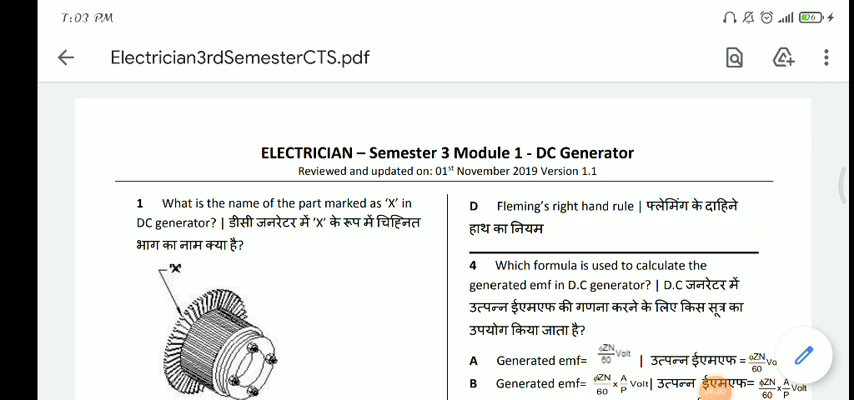 7:03 PM
26
Electrician3rdSemesterCTS.pdf
ELECTRICIAN – Semester 3 Module 1 - DC Generator
Reviewed and updated on: 01st November 2019 Version 1.1
1 What is the name of the part marked as ‘X’ in
DC generator? | डीसी जनरेटर में ‘X’ के रूप में चिह्नित
भाग का नाम क्या है?
'X'
D Fleming’s right hand rule | फ्लेमिंग के दाहिने
हाथ का नियम
4 Which formula is used to calculate the
generated emf in D.C generator? | D.C जनरेटर में
उत्पन्न ईएमएफ की गणना करने के लिए किस सूत्र का
उपयोग किया जाता है?
A Generated emf= ϕZN/60 Volt | उत्पन्न ईएमएफ = ϕZN/60 Vo
B Generated emf= ϕZN/60 x A/P Volt| उत्पन्न ईएमएफ= ϕZN/60 x A/P Volt